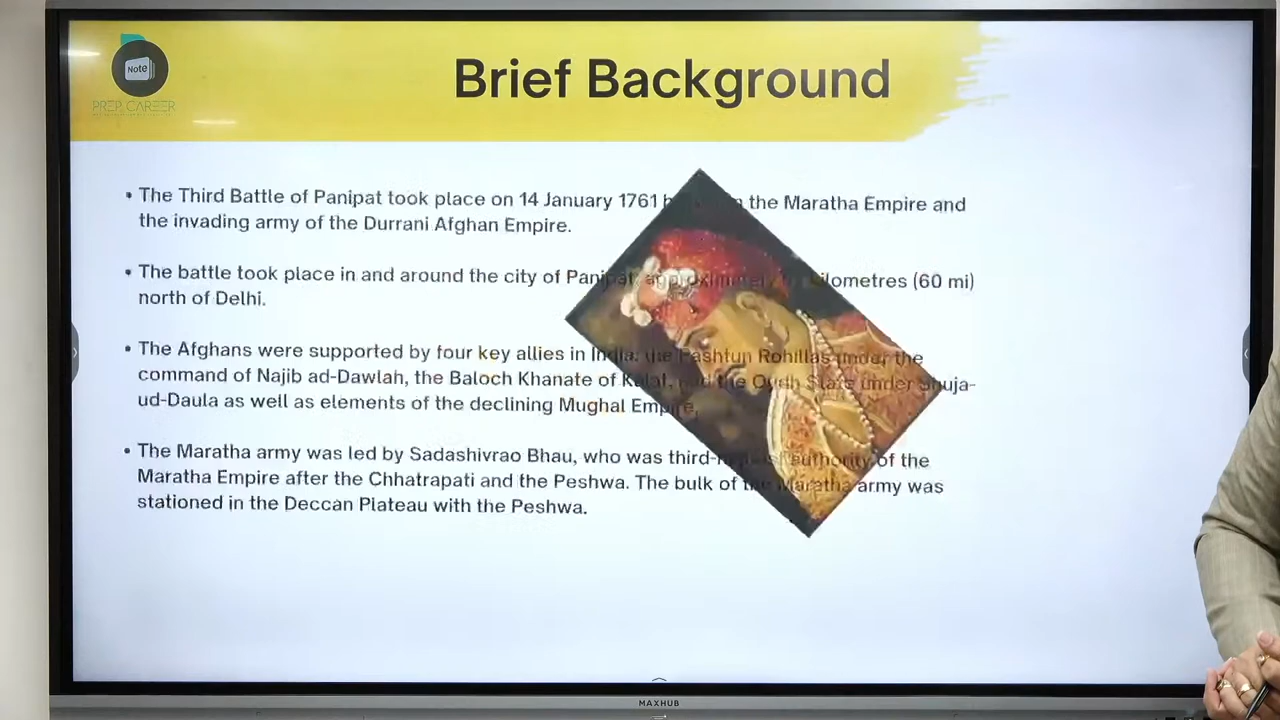 Note
PREP CAREER
Brief Background
• The Third Battle of Panipat took place on 14 January 1761 the Maratha Empire and
the invading army of the Durrani Afghan Empire.
• The battle took place in and around the city of Panipat, approximately kilometres (60 mi)
north of Delhi.
• The Afghans were supported by four key allies in India: the Pashtun Rohillas under the
command of Najib ad-Dawlah, the Baloch Khanate of Kalat, and the Oudh State under Shuja-
ud-Daula as well as elements of the declining Mughal Empire.
• The Maratha army was led by Sadashivrao Bhau, who was authority of the
Maratha Empire after the Chhatrapati and the Peshwa. The bulk of the Maratha army was
stationed in the Deccan Plateau with the Peshwa.
MAXHUB